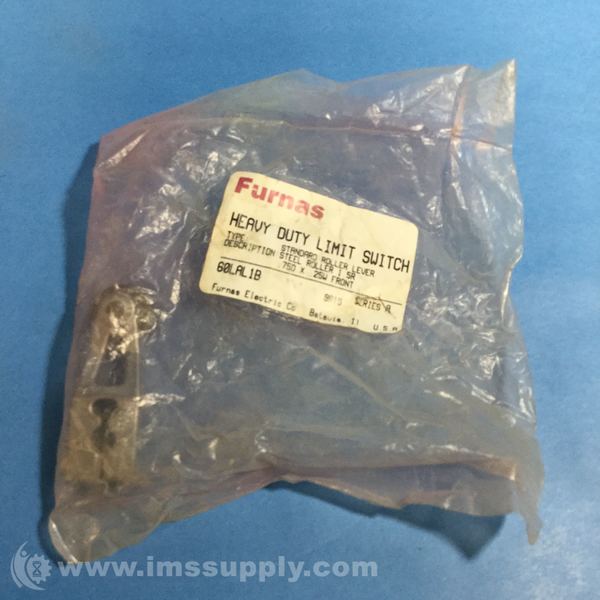 Furnas
HEAVY DUTY LIMIT SWITCH
TYPE: STANDARD ROLLER LEVER
DESCRIPTION STEEL ROLLER 1.5R
.750 X .25W FRONT
60LAL1B SERIES A
Furnas Electric Co Batavia, Il U.S.A
www.imssupply.com